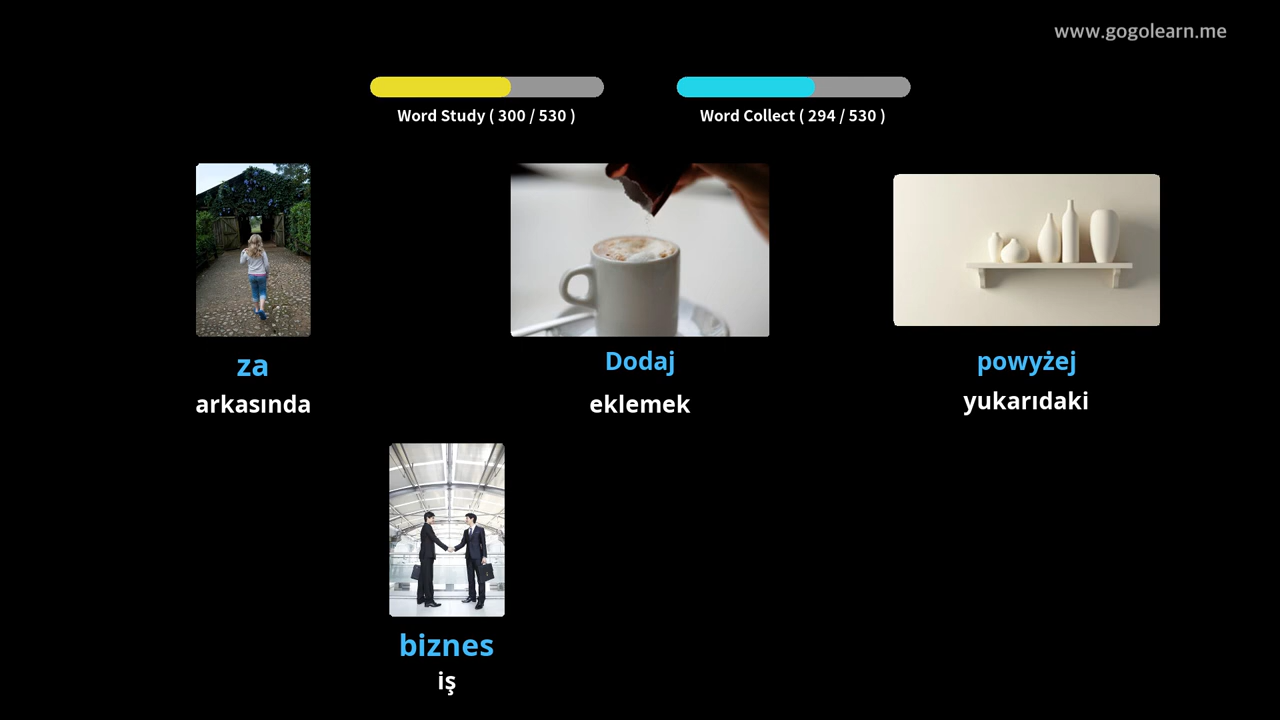 www.gogolearn.me
Word Study ( 300 / 530 )
Word Collect ( 294 / 530 )
za
arkasında
Dodaj
eklemek
powyżej
yukarıdaki
biznes
iş